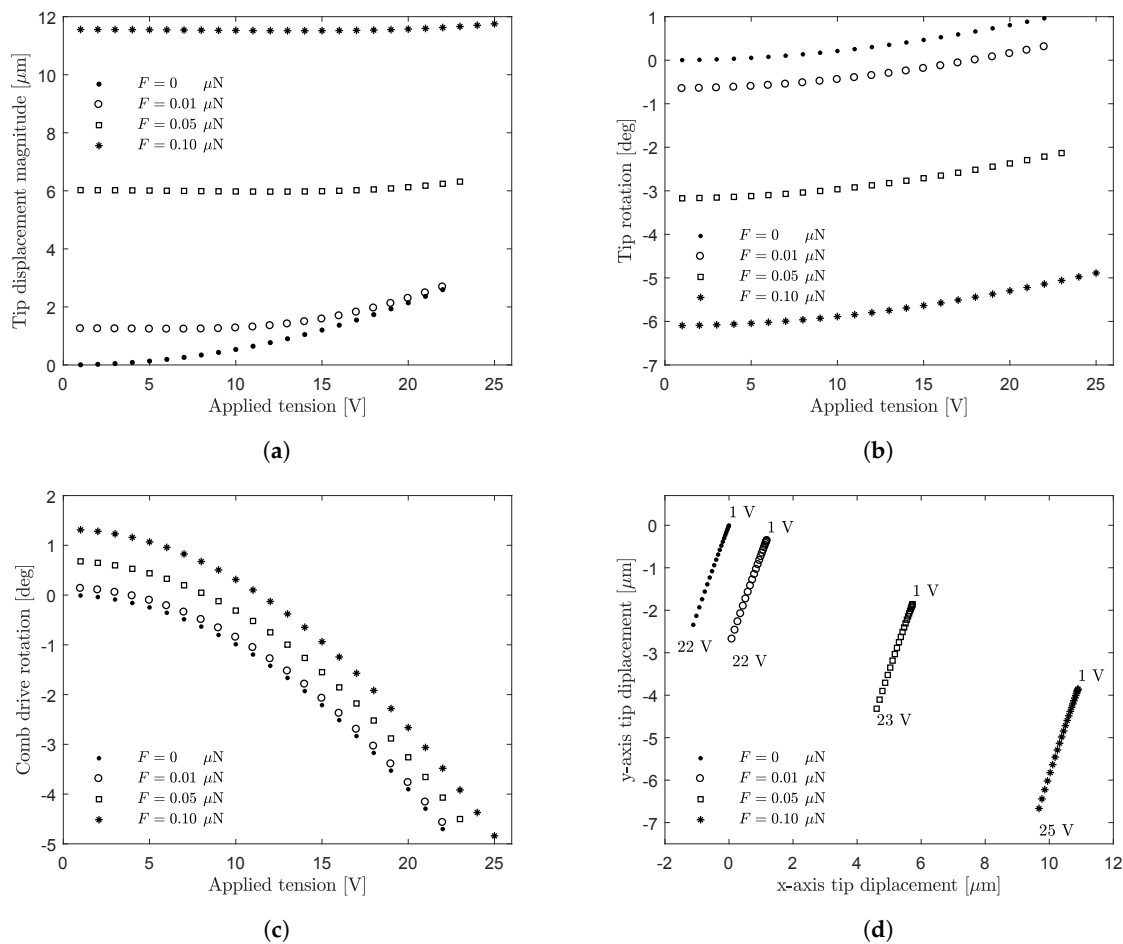 12
10
8
6
4
2
0
0 5 10 15 20 25
Tip displacement magnitude [μm]
Applied tension [V]
F = 0 μN
F = 0.01 μN
F = 0.05 μN
F = 0.10 μN
(a)
1
0
-1
-2
-3
-4
-5
-6
-7
0 5 10 15 20 25
Tip rotation [deg]
Applied tension [V]
F = 0 μN
F = 0.01 μN
F = 0.05 μN
F = 0.10 μN
(b)
2
1
0
-1
-2
-3
-4
-5
0 5 10 15 20 25
Comb drive rotation [deg]
Applied tension [V]
F = 0 μN
F = 0.01 μN
F = 0.05 μN
F = 0.10 μN
(c)
0
-1
-2
-3
-4
-5
-6
-7
-2 0 2 4 6 8 10 12
y-axis tip diplacement [μm]
x-axis tip diplacement [μm]
1 V
1 V
22 V
22 V
1 V
23 V
1 V
25 V
F = 0 μN
F = 0.01 μN
F = 0.05 μN
F = 0.10 μN
(d)